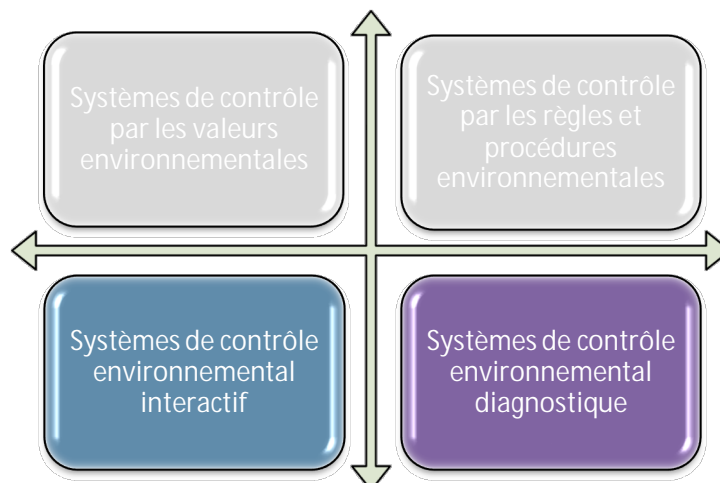 Systèmes de contrôle
par les valeurs
environnementales
Systèmes de contrôle
par les règles et
procédures
environnementales
Systèmes de contrôle
environnemental
interactif
Systèmes de contrôle
environnemental
diagnostique